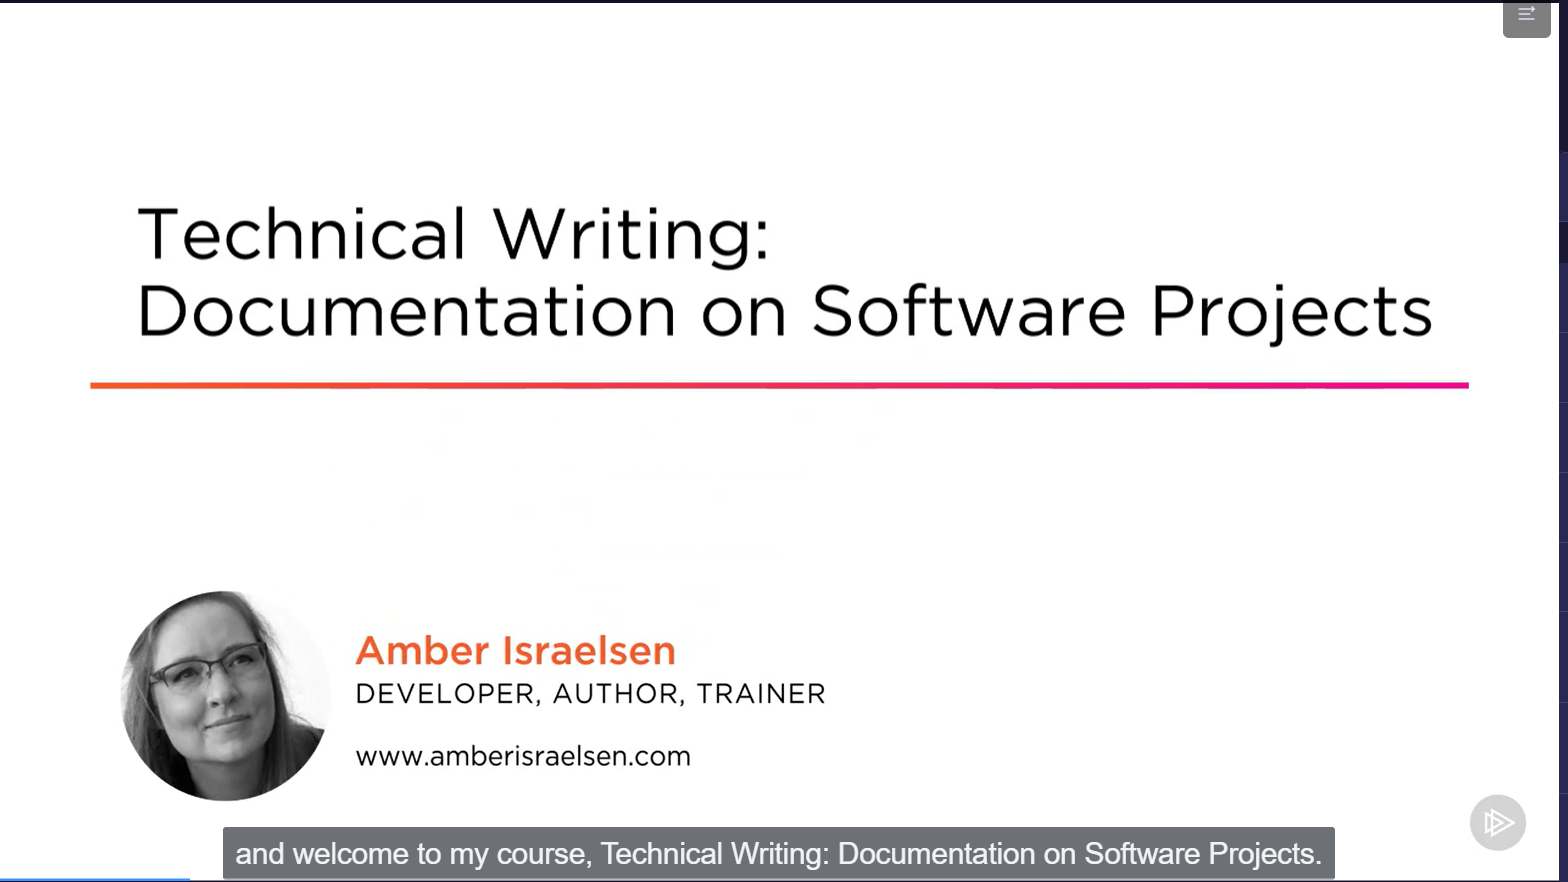 Technical Writing:
Documentation on Software Projects
Amber Israelsen
DEVELOPER, AUTHOR, TRAINER
www.amberisraelsen.com
and welcome to my course, Technical Writing: Documentation on Software Projects.